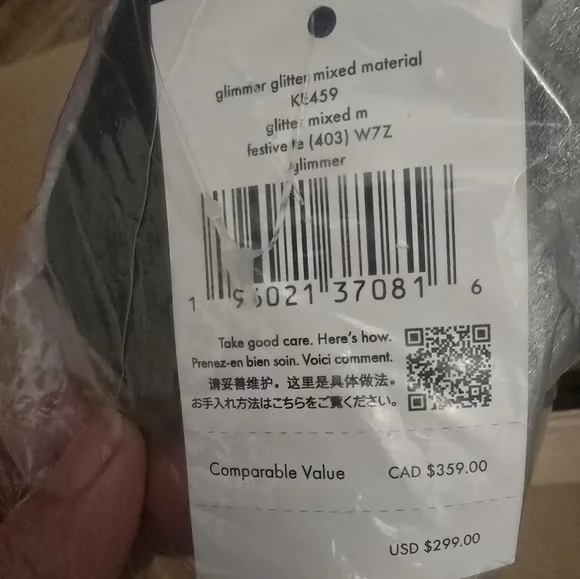 glimmer glitter mixed material
KE459
glitter mixed m
festive te (403) W7Z
glimmer
1 96021 37081 6
Take good care. Here's how.
Prenez-en bien soin. Voici comment.
请妥善维护。这里是具体做法。
お手入れ方法はこちらをご覧ください。
Comparable Value CAD $359.00
USD $299.00